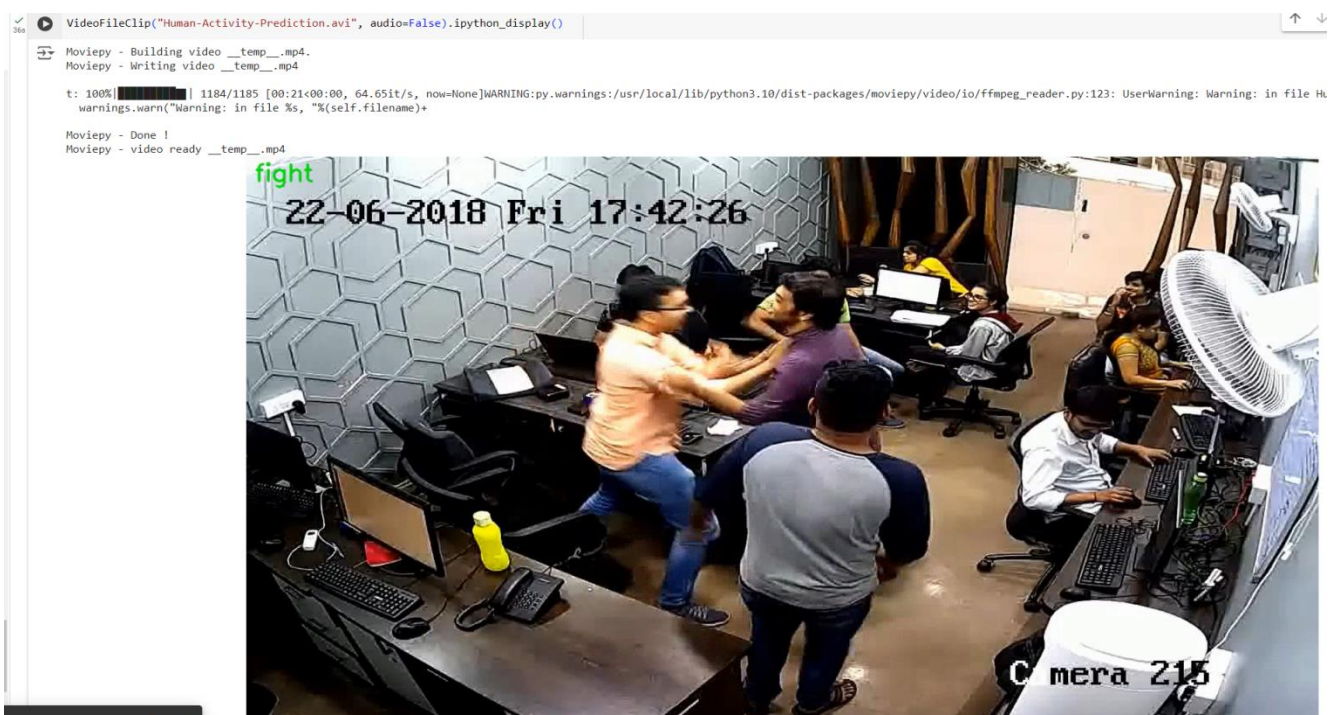 VideoFileClip("Human-Activity-Prediction.avi", audio=False).ipython_display()
36s
Moviepy - Building video __temp__.mp4.
Moviepy - Writing video __temp__.mp4
t: 100%|██████████| 1184/1185 [00:21<00:00, 64.65it/s, now=None]WARNING:py.warnings:/usr/local/lib/python3.10/dist-packages/moviepy/video/io/ffmpeg_reader.py:123: UserWarning: Warning: in file Hu
warnings.warn("Warning: in file %s, "%(self.filename)+
Moviepy - Done !
Moviepy - video ready __temp__.mp4
fight
22-06-2018 Fri 17:42:26
C mera 215